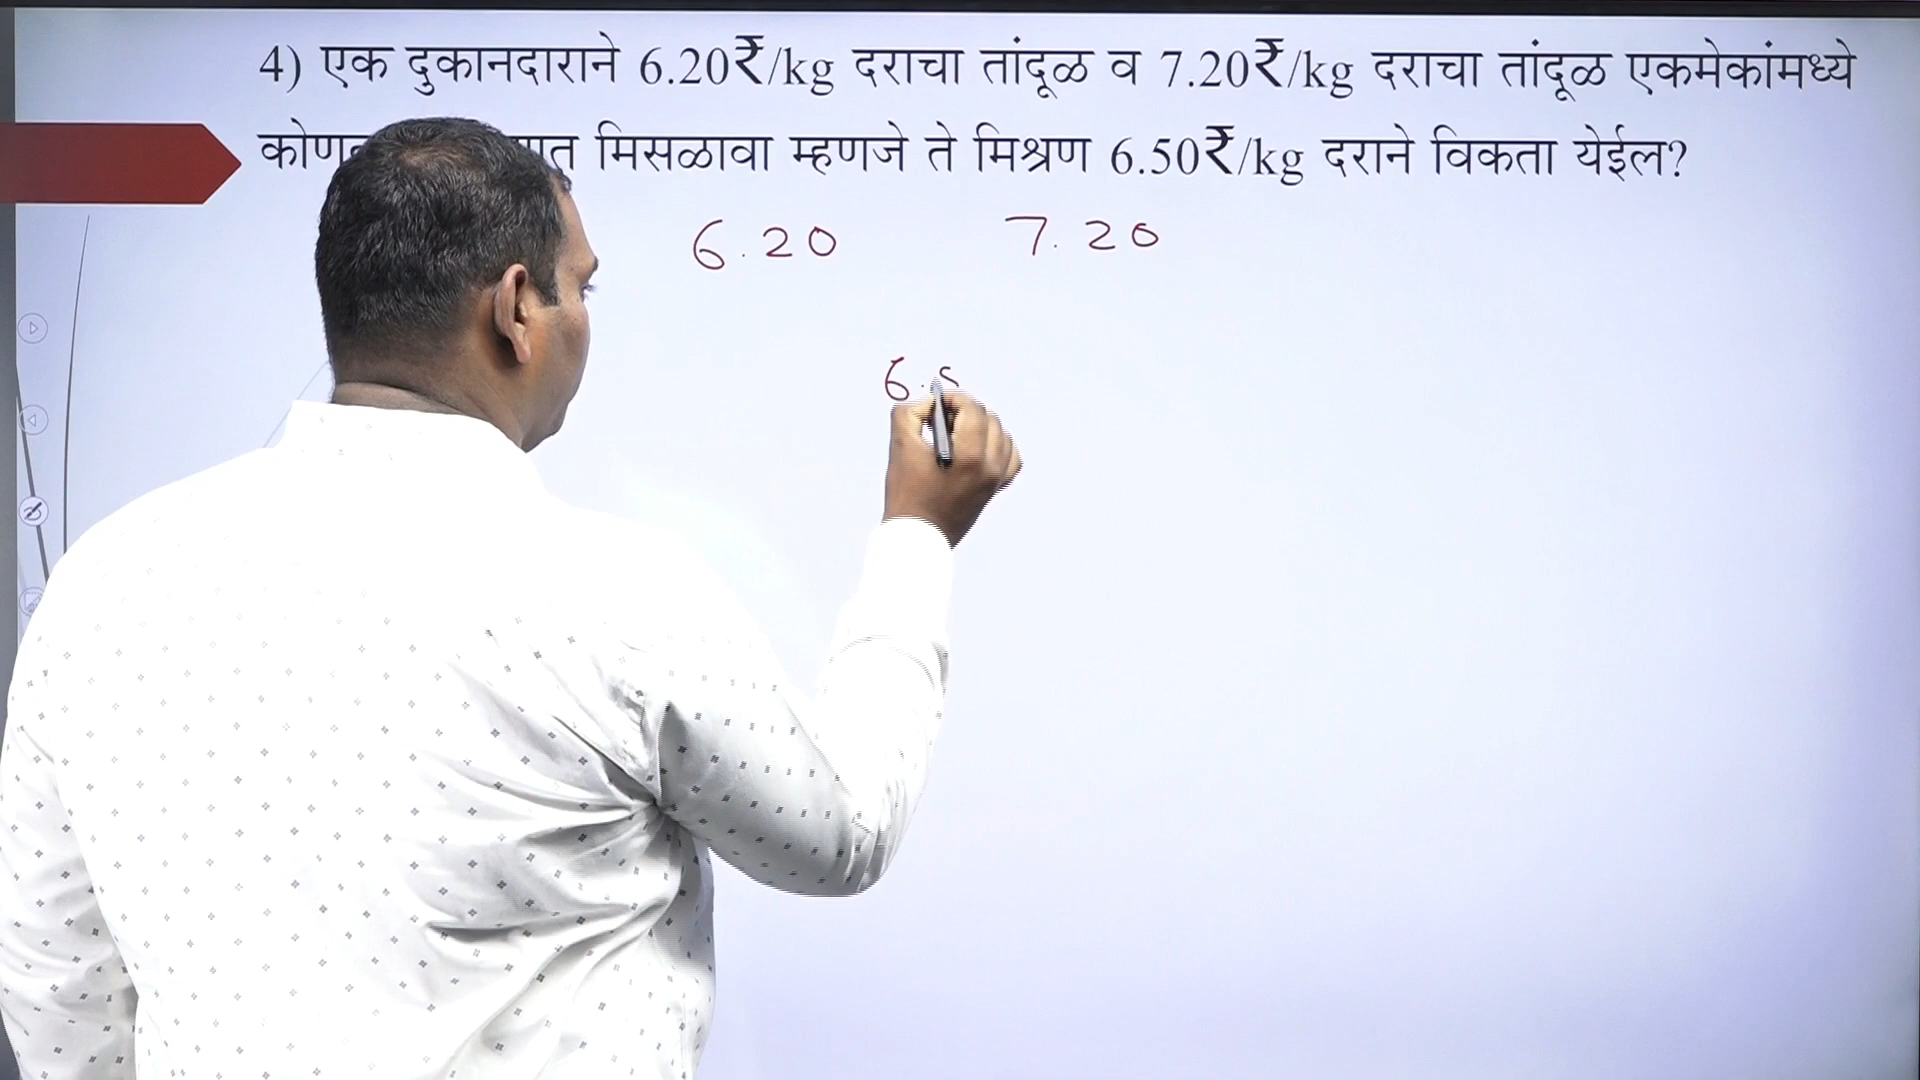 4) एक दुकानदाराने 6.20₹/kg दराचा तांदूळ व 7.20₹/kg दराचा तांदूळ एकमेकांमध्ये
मिसळावा म्हणजे ते मिश्रण 6.50₹/kg दराने विकता येईल?
6.20 7.20
6.